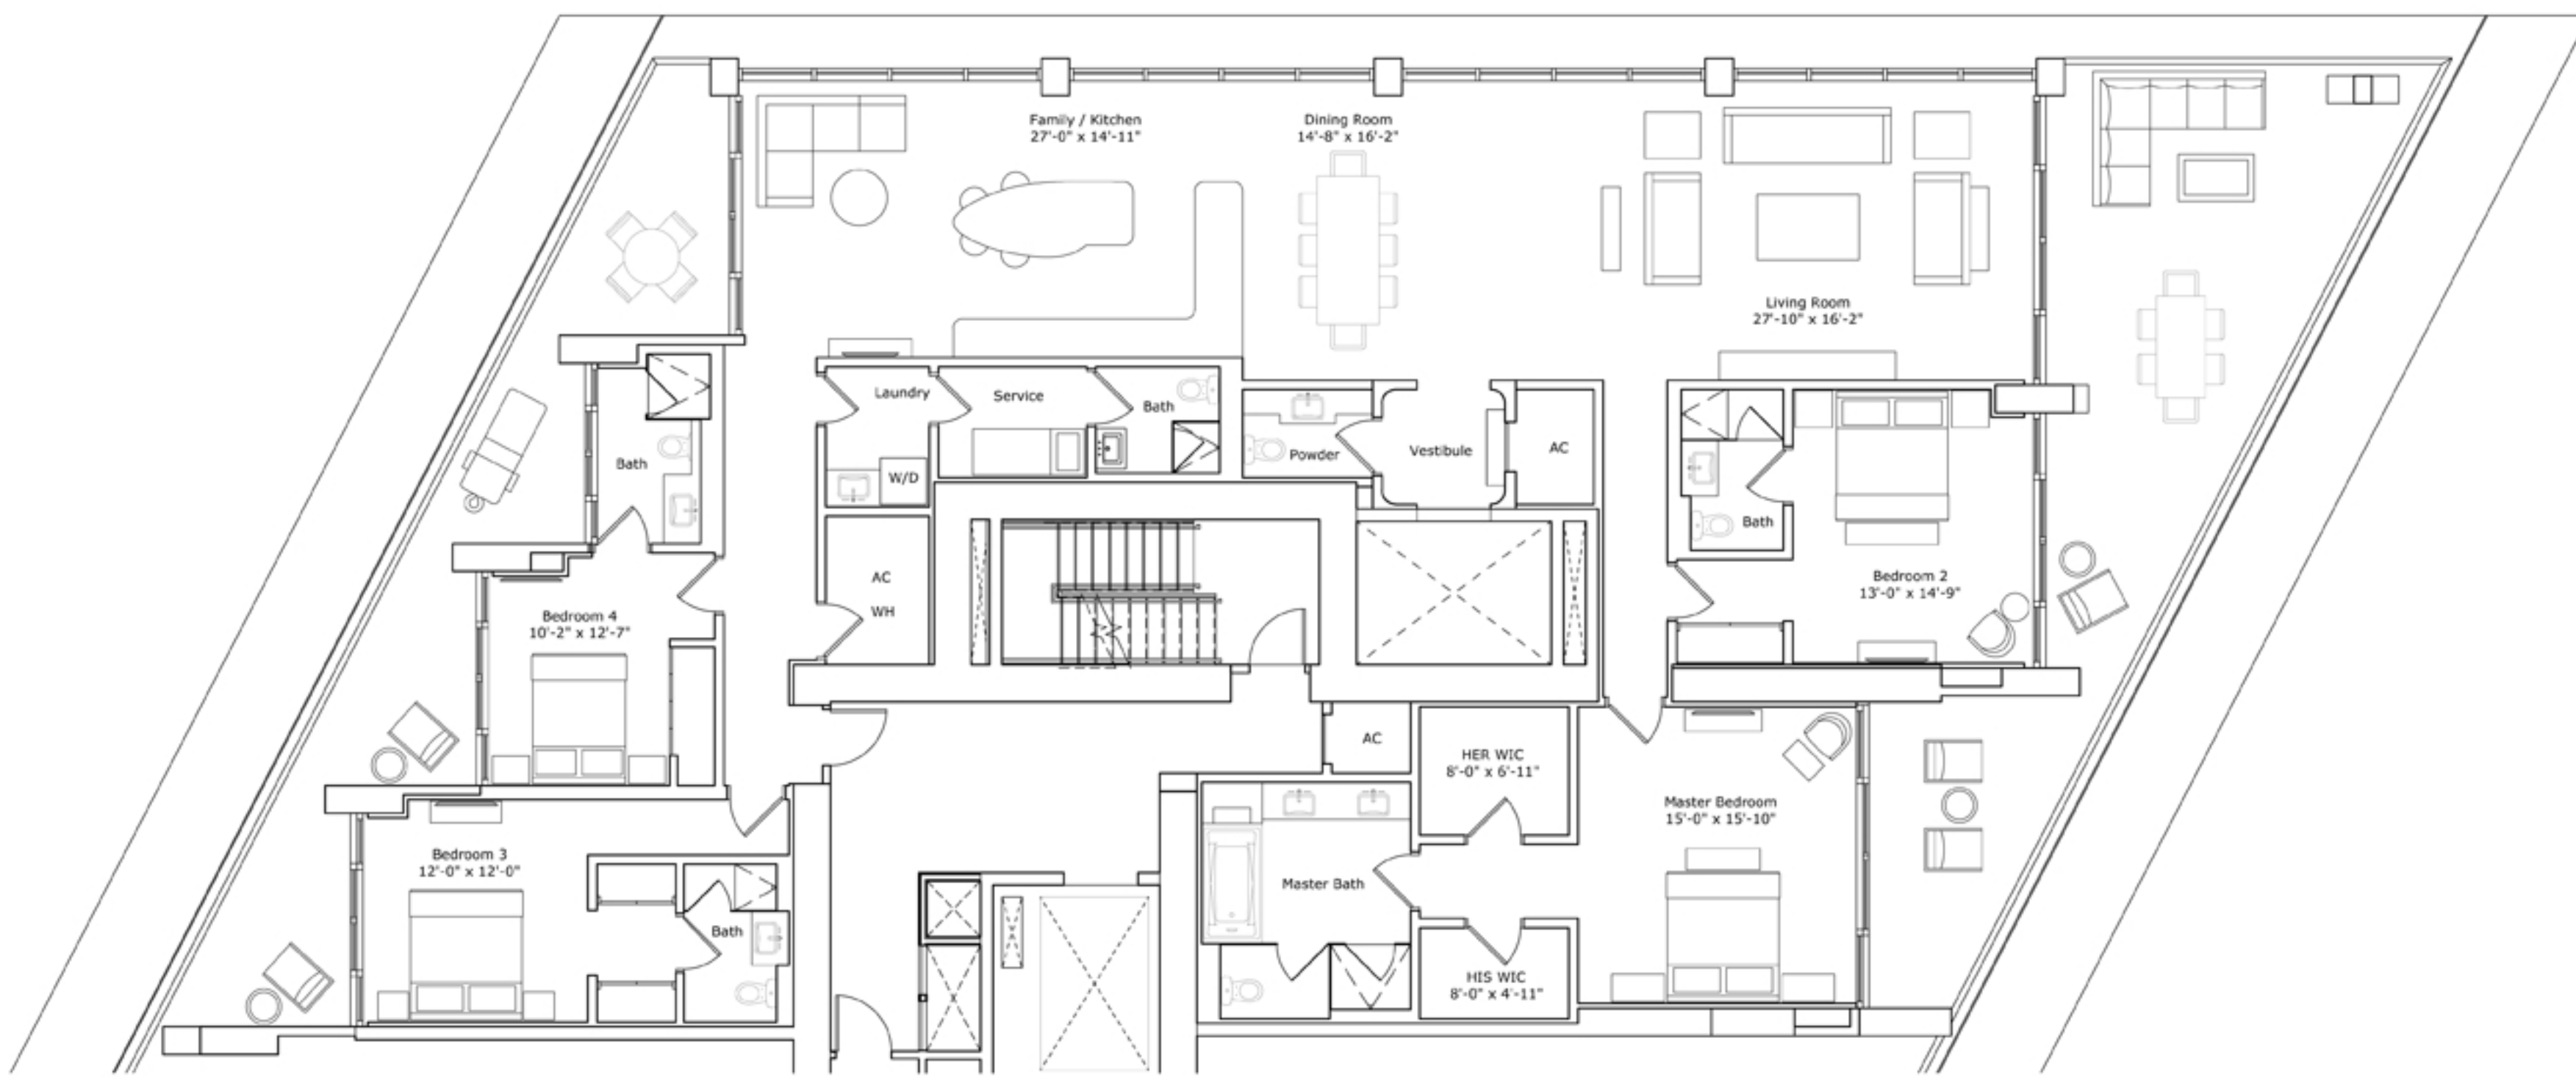 Family / Kitchen
27'-0" x 14'-11"
Dining Room
14'-8" x 16'-2"
Living Room
27'-10" x 16'-2"
Laundry
Service
Bath
W/D
Powder
Vestibule
AC
Bath
Bath
Bedroom 2
13'-0" x 14'-9"
AC
WH
Bedroom 4
10'-2" x 12'-7"
AC
HER WIC
8'-0" x 6'-11"
Master Bedroom
15'-0" x 15'-10"
Bedroom 3
12'-0" x 12'-0"
Bath
Master Bath
HIS WIC
8'-0" x 4'-11"